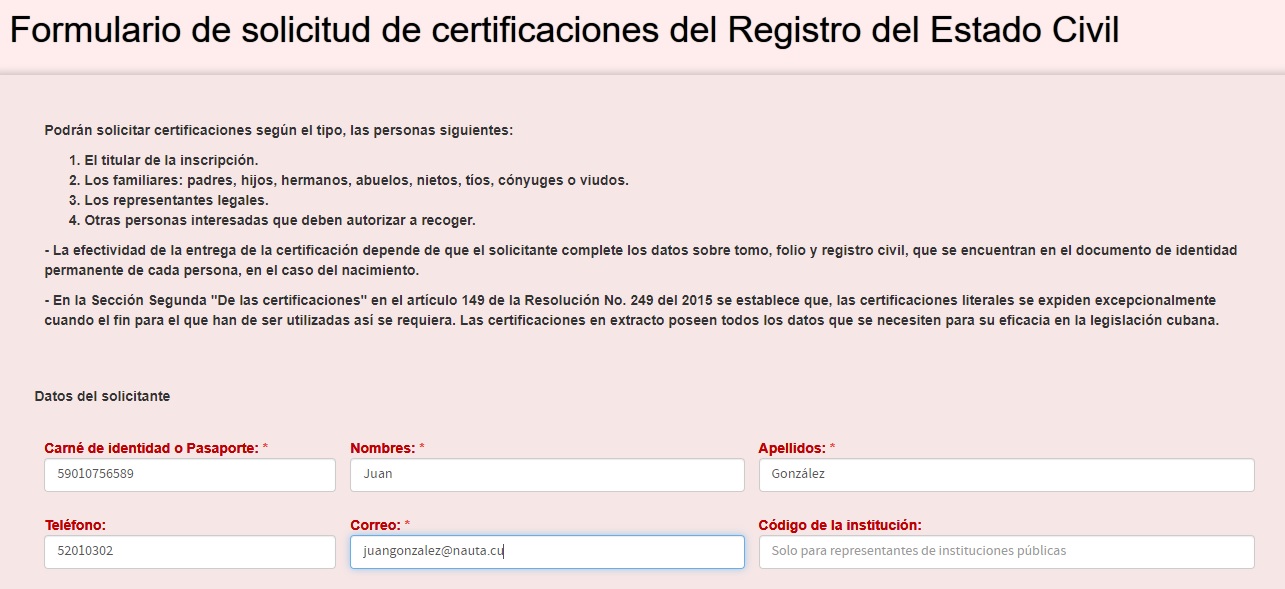 Formulario de solicitud de certificaciones del Registro del Estado Civil
Podrán solicitar certificaciones según el tipo, las personas siguientes:
1. El titular de la inscripción.
2. Los familiares: padres, hijos, hermanos, abuelos, nietos, tíos, cónyuges o viudos.
3. Los representantes legales.
4. Otras personas interesadas que deben autorizar a recoger.
- La efectividad de la entrega de la certificación depende de que el solicitante complete los datos sobre tomo, folio y registro civil, que se encuentran en el documento de identidad
permanente de cada persona, en el caso del nacimiento.
- En la Sección Segunda "De las certificaciones" en el artículo 149 de la Resolución No. 249 del 2015 se establece que, las certificaciones literales se expiden excepcionalmente
cuando el fin para el que han de ser utilizadas así se requiera. Las certificaciones en extracto poseen todos los datos que se necesiten para su eficacia en la legislación cubana.
Datos del solicitante
Carné de identidad o Pasaporte: * Nombres: * Apellidos: *
59010756589 Juan González
Teléfono: Correo: * Código de la institución:
52010302 juangonzalez@nauta.cu Solo para representantes de instituciones públicas